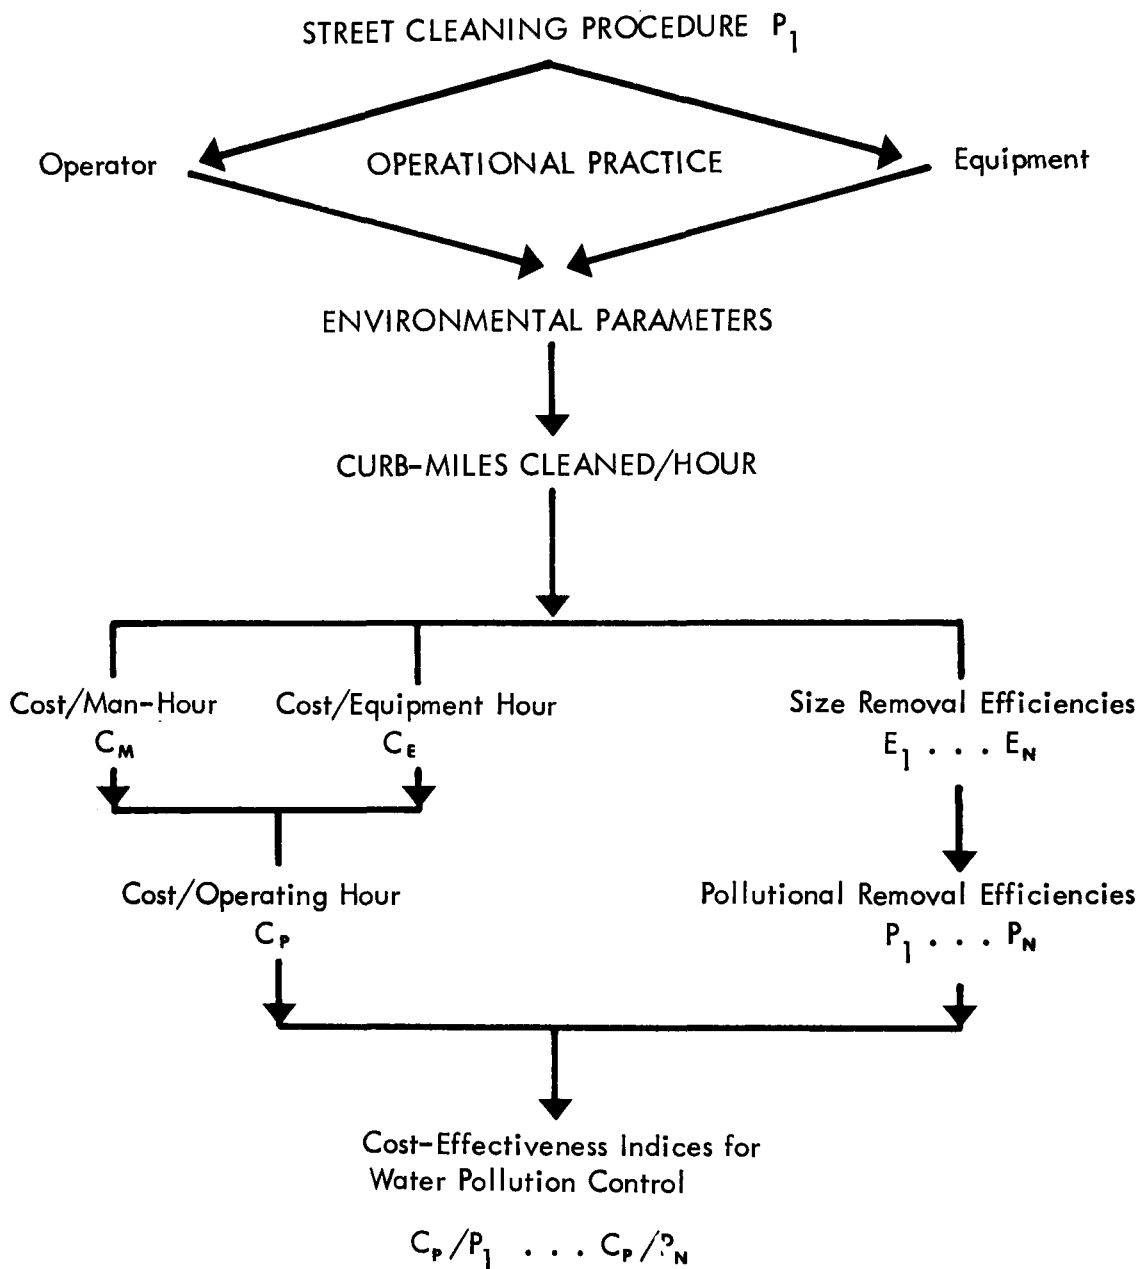 STREET CLEANING PROCEDURE P1
Operator
OPERATIONAL PRACTICE
Equipment
ENVIRONMENTAL PARAMETERS
CURB-MILES CLEANED/HOUR
Cost/Man-Hour
CM
Cost/Equipment Hour
CE
Size Removal Efficiencies
E1 . . . EN
Cost/Operating Hour
CP
Pollutional Removal Efficiencies
P1 . . . PN
Cost-Effectiveness Indices for
Water Pollution Control
CP/P1 . . . CP/PN